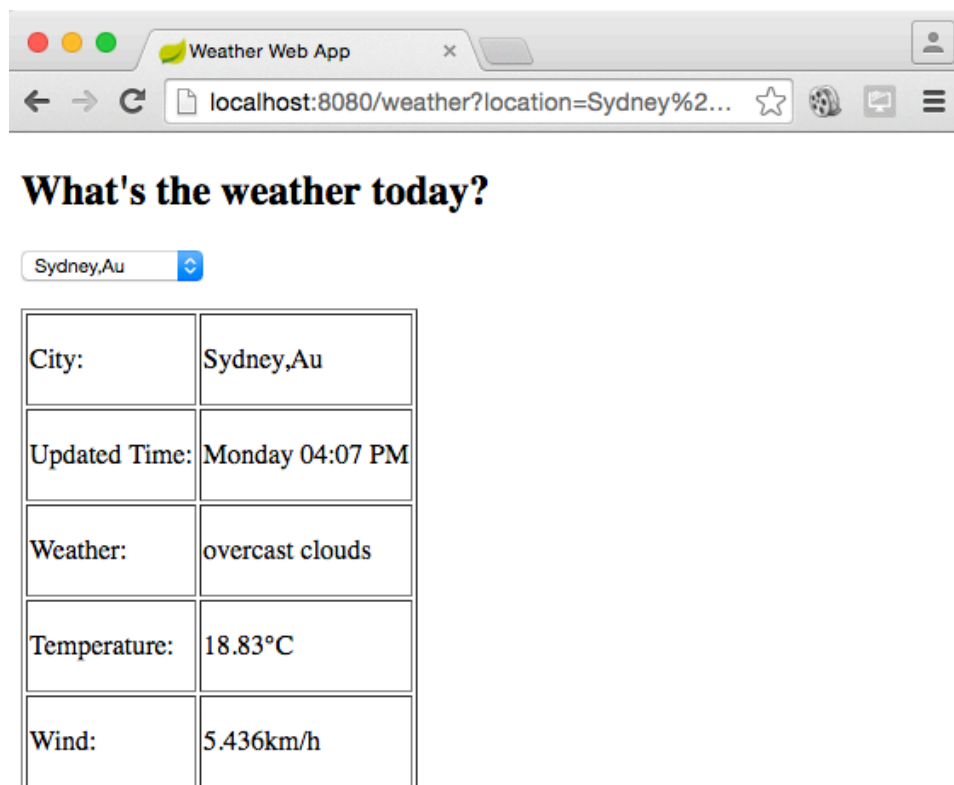 Weather Web App
localhost:8080/weather?location=Sydney%2...
What's the weather today?
Sydney,Au
City: Sydney,Au
Updated Time: Monday 04:07 PM
Weather: overcast clouds
Temperature: 18.83°C
Wind: 5.436km/h